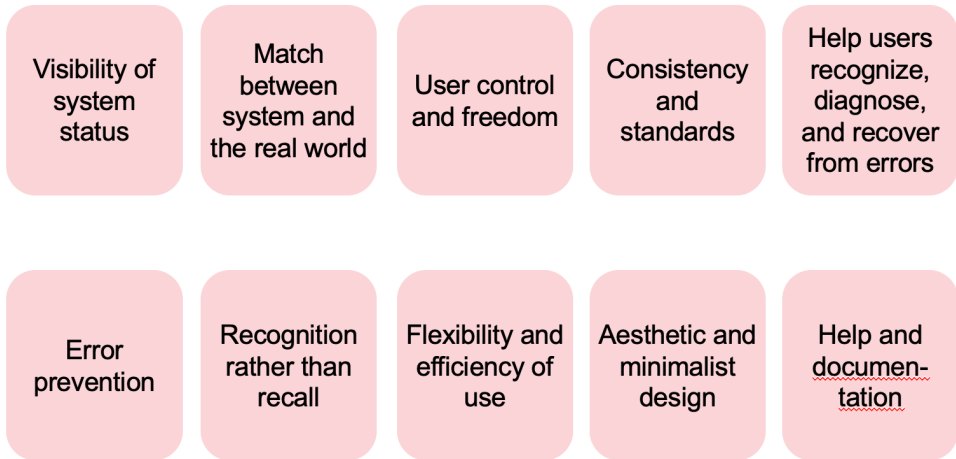 Visibility of
system
status
Match
between
system and
the real world
User control
and freedom
Consistency
and
standards
Help users
recognize,
diagnose,
and recover
from errors
Error
prevention
Recognition
rather than
recall
Flexibility and
efficiency of
use
Aesthetic and
minimalist
design
Help and
documen-
tation